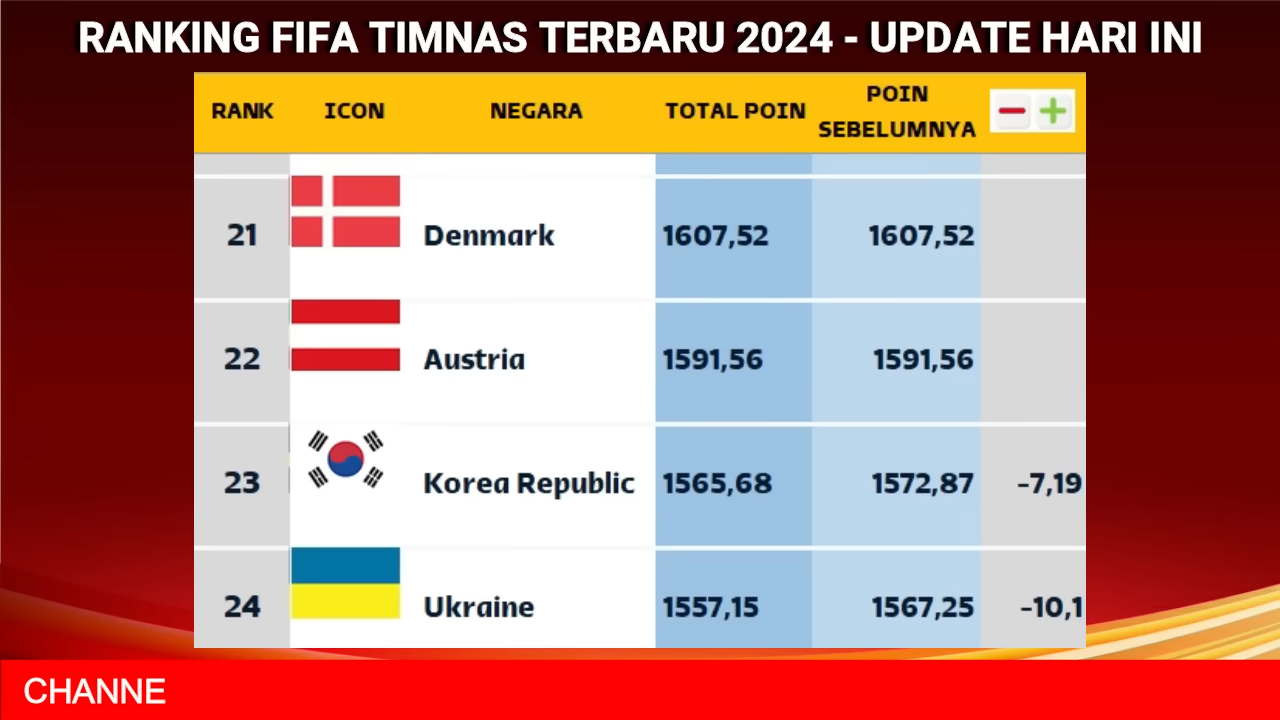 RANKING FIFA TIMNAS TERBARU 2024 - UPDATE HARI INI
RANK ICON NEGARA TOTAL POIN POIN SEBELUMNYA
21 Denmark 1607,52 1607,52
22 Austria 1591,56 1591,56
23 Korea Republic 1565,68 1572,87 -7,19
24 Ukraine 1557,15 1567,25 -10,1
CHANNE